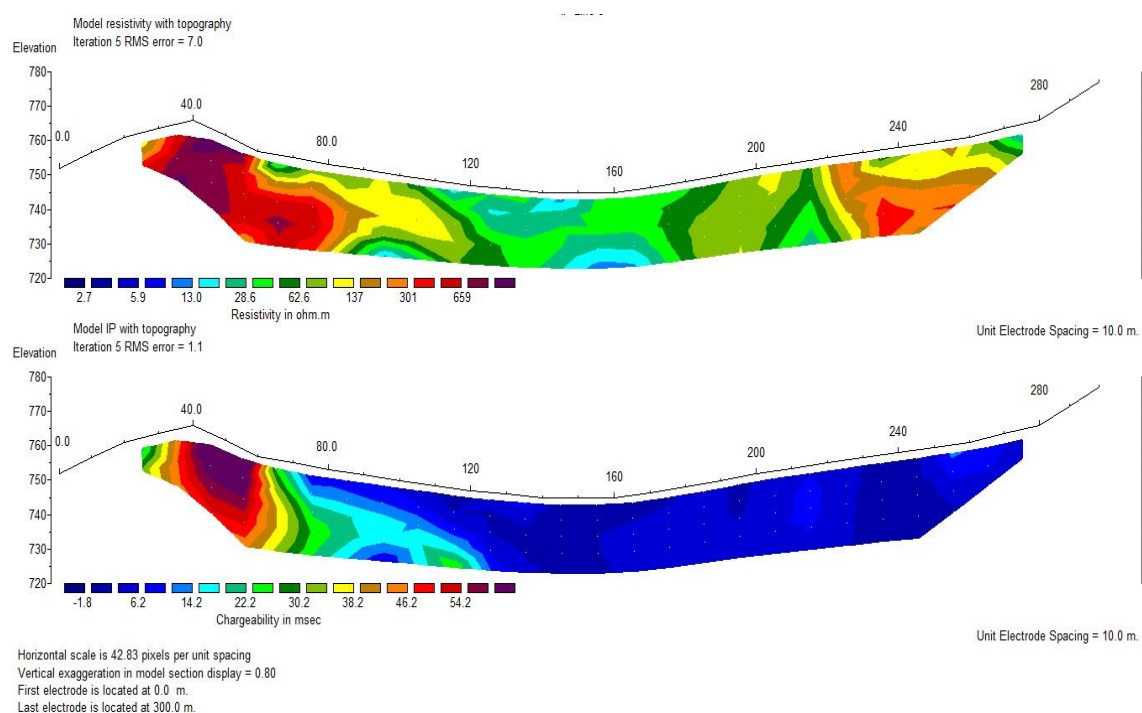 Model resistivity with topography
Iteration 5 RMS error = 7.0
Elevation
780
770
760
750
740
730
720
0.0
40.0
80.0
120
160
200
240
280
2.7 5.9 13.0 28.6 62.6 137 301 659
Resistivity in ohm.m
Unit Electrode Spacing = 10.0 m.
Model IP with topography
Iteration 5 RMS error = 1.1
Elevation
780
770
760
750
740
730
720
0.0
40.0
80.0
120
160
200
240
280
-1.8 6.2 14.2 22.2 30.2 38.2 46.2 54.2
Chargeability in msec
Unit Electrode Spacing = 10.0 m.
Horizontal scale is 42.83 pixels per unit spacing
Vertical exaggeration in model section display = 0.80
First electrode is located at 0.0 m.
Last electrode is located at 300.0 m.